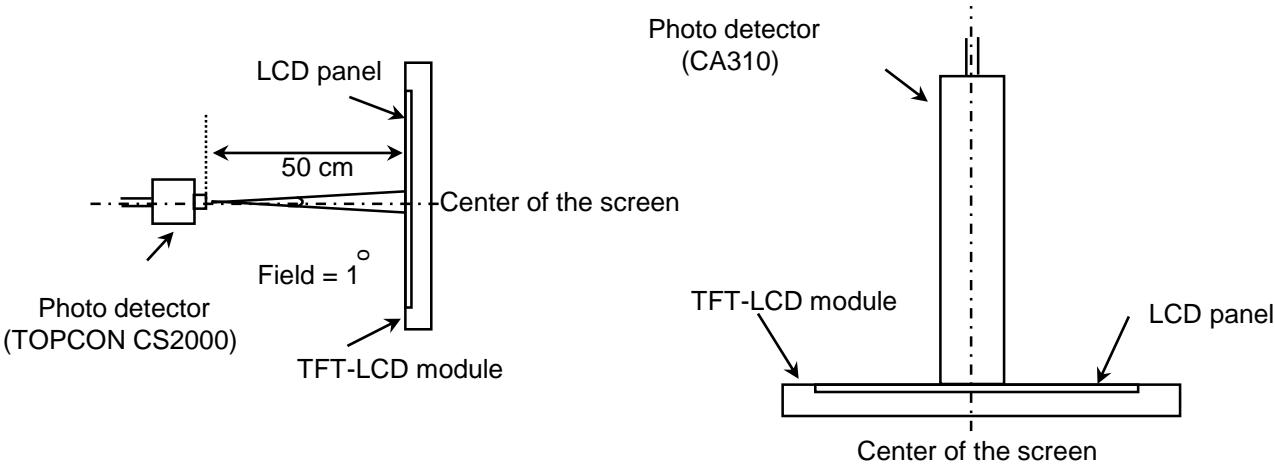 LCD panel
50 cm
Center of the screen
Field = 1o
Photo detector
(TOPCON CS2000)
TFT-LCD module
Photo detector
(CA310)
TFT-LCD module
LCD panel
Center of the screen